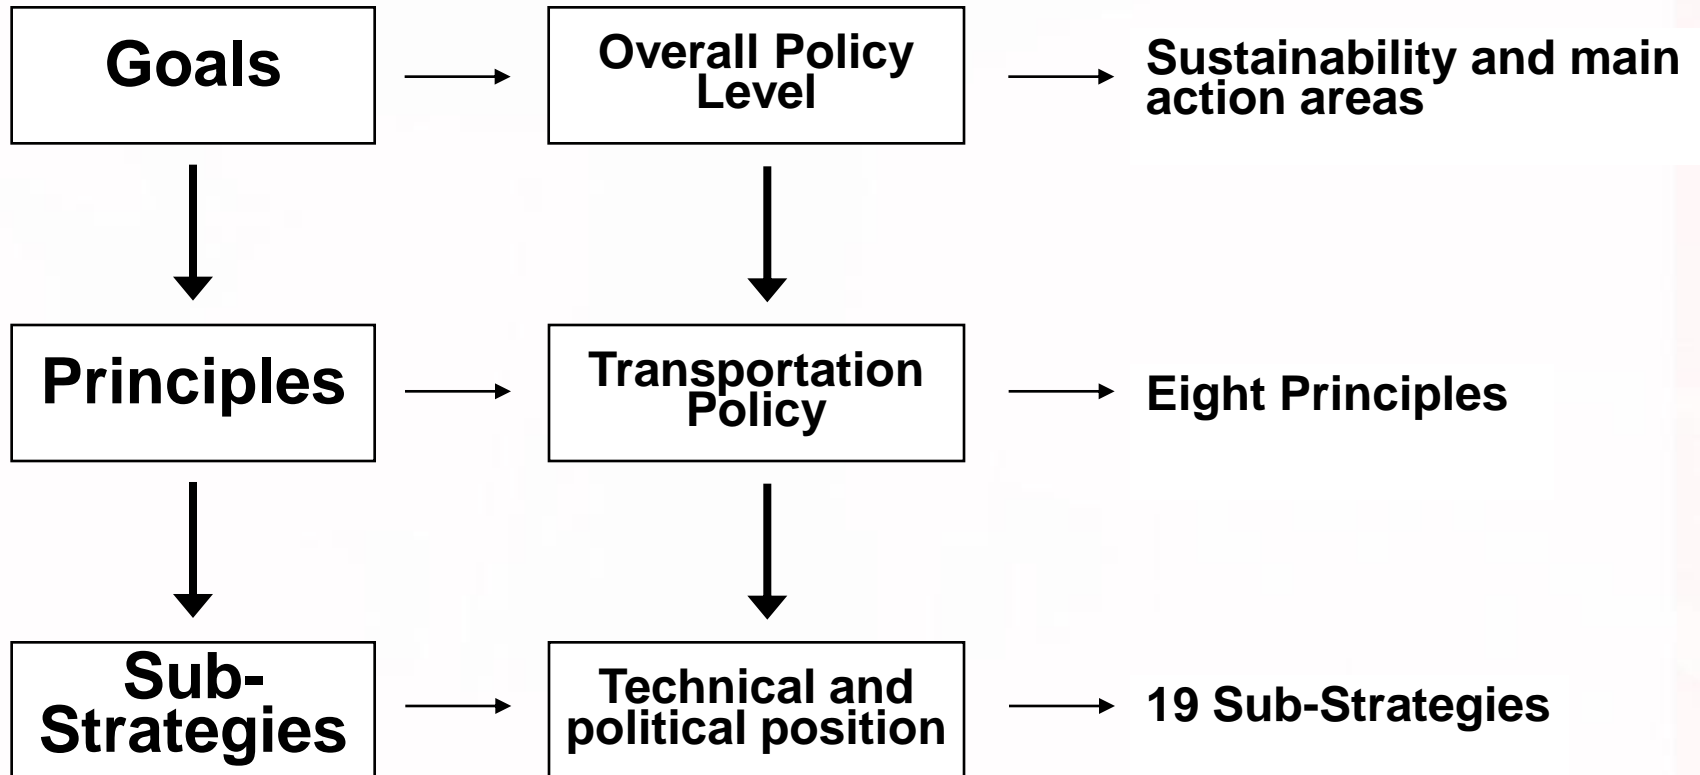 Goals
Overall Policy
Level
Sustainability and main
action areas
Principles
Transportation
Policy
Eight Principles
Sub-
Strategies
Technical and
political position
19 Sub-Strategies